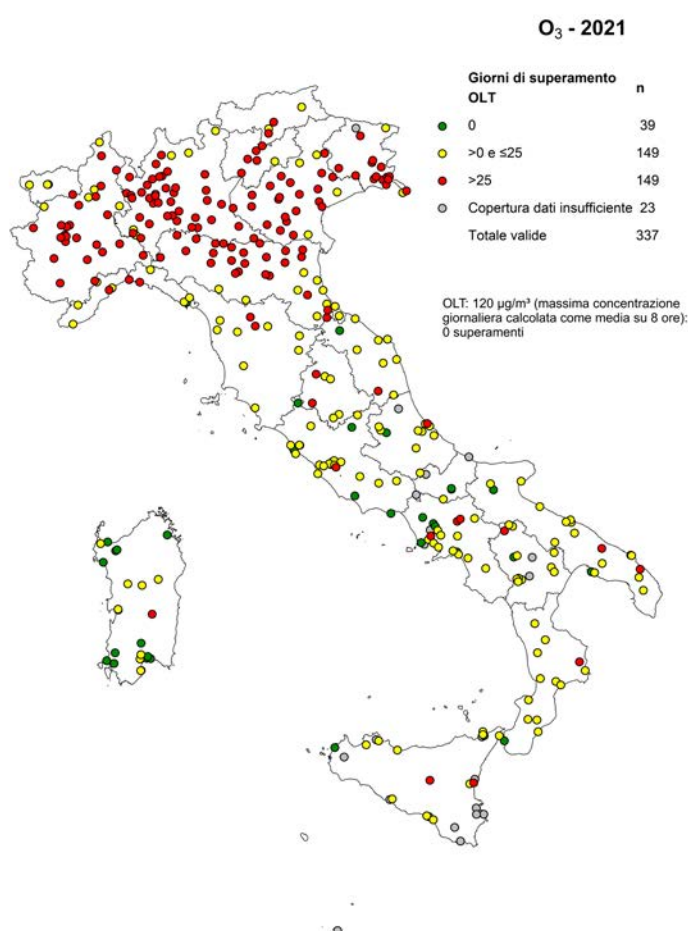 O₃ - 2021
Giorni di superamento OLT n
0 39
>0 e ≤25 149
>25 149
Copertura dati insufficiente 23
Totale valide 337
OLT: 120 µg/m³ (massima concentrazione
giornaliera calcolata come media su 8 ore):
0 superamenti